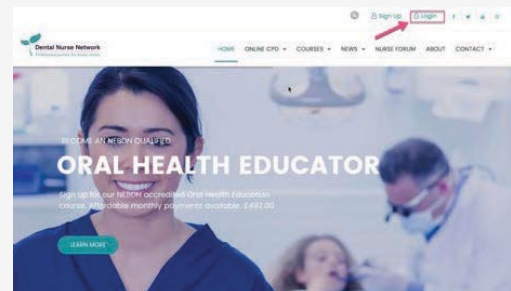 Sign Up Login
Dental Nurse Network
HOME ONLINE CPD COURSES NEWS NURSE FORUM ABOUT CONTACT
BECOME AN NEBDN QUALIFIED
ORAL HEALTH EDUCATOR
Sign up for our NEBDN accredited Oral Health Education
course. Affordable monthly payments available. £492.00
LEARN MORE